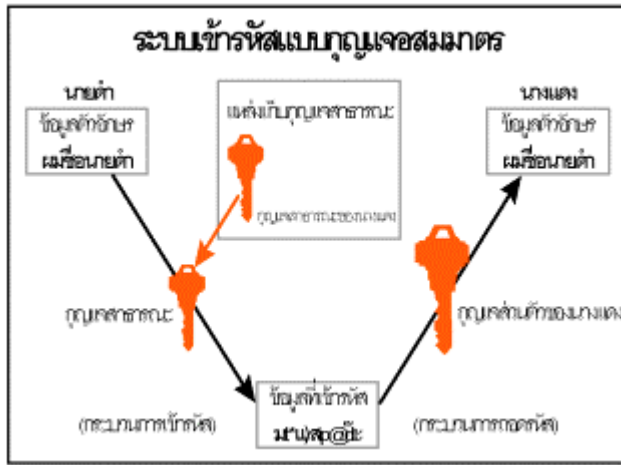 ระบบเข้ารหัสแบบกุญแจอสมมาตร
นายดำ
ข้อมูลตัวอักษร
ผมชื่อนายดำ
แหล่งเก็บกุญแจสาธารณะ
กุญแจสาธารณะของนางแดง
นางแดง
ข้อมูลตัวอักษร
ผมชื่อนายดำ
กุญแจสาธารณะ
กุญแจส่วนตัวของนางแดง
(กระบวนการเข้ารหัส)
ข้อมูลที่เข้ารหัส
(กระบวนการถอดรหัส)